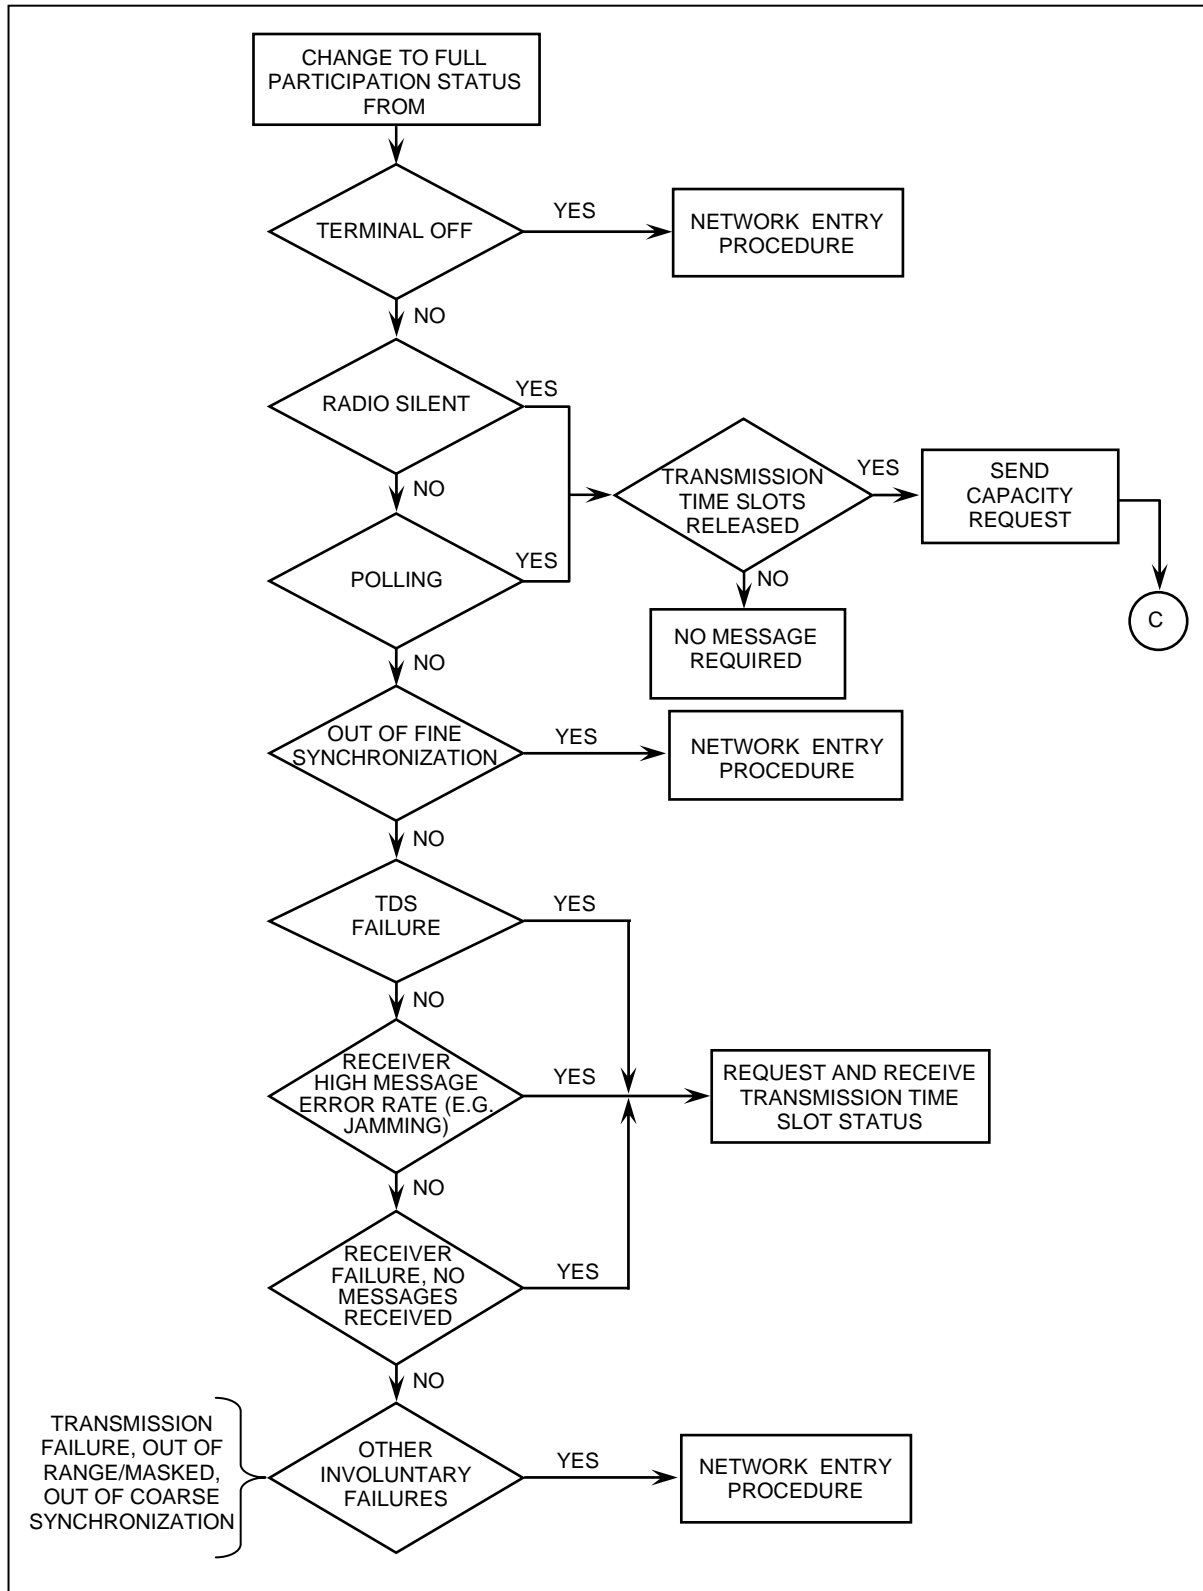 CHANGE TO FULL
PARTICIPATION STATUS
FROM
TERMINAL OFF
YES
NETWORK ENTRY
PROCEDURE
NO
RADIO SILENT
YES
TRANSMISSION
TIME SLOTS
RELEASED
YES
SEND
CAPACITY
REQUEST
NO
POLLING
YES
NO
NO MESSAGE
REQUIRED
C
NO
OUT OF FINE
SYNCHRONIZATION
YES
NETWORK ENTRY
PROCEDURE
NO
TDS
FAILURE
YES
NO
RECEIVER
HIGH MESSAGE
ERROR RATE (E.G.
JAMMING)
YES
REQUEST AND RECEIVE
TRANSMISSION TIME
SLOT STATUS
NO
RECEIVER
FAILURE, NO
MESSAGES
RECEIVED
YES
NO
TRANSMISSION
FAILURE, OUT OF
RANGE/MASKED,
OUT OF COARSE
SYNCHRONIZATION
OTHER
INVOLUNTARY
FAILURES
YES
NETWORK ENTRY
PROCEDURE